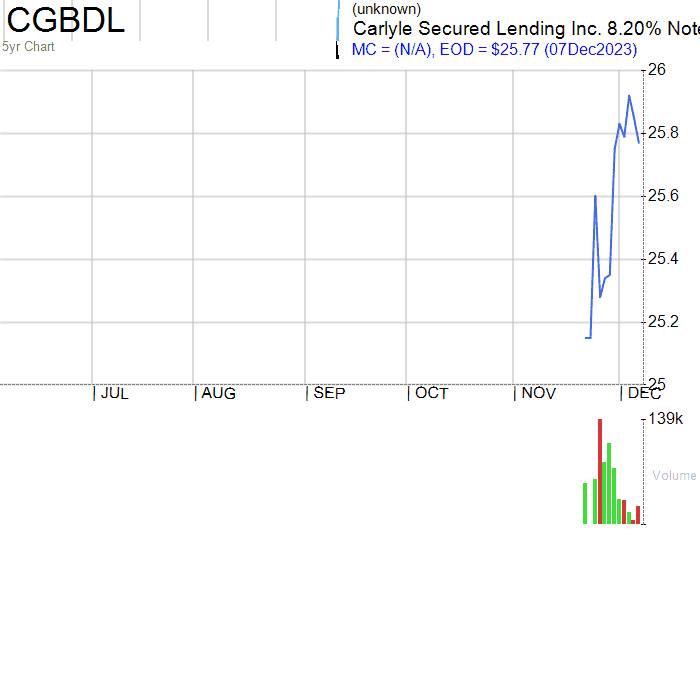 CGBDL
5yr Chart
(unknown)
Carlyle Secured Lending Inc. 8.20% Note
MC = (N/A), EOD = $25.77 (07Dec2023)
26
25.8
25.6
25.4
25.2
25
JUL AUG SEP OCT NOV DEC
139k
Volume